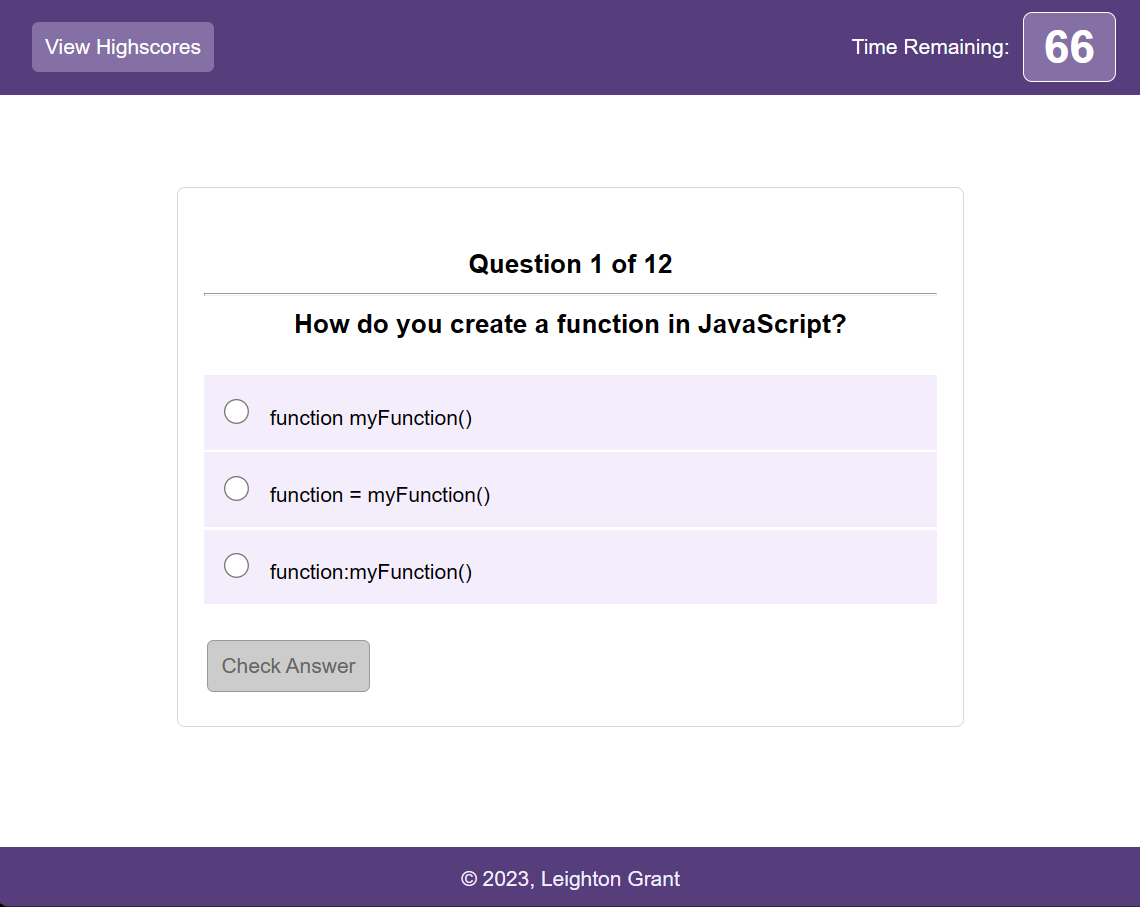 View Highscores
Time Remaining: 66
Question 1 of 12
How do you create a function in JavaScript?
function myFunction()
function = myFunction()
function:myFunction()
Check Answer
© 2023, Leighton Grant